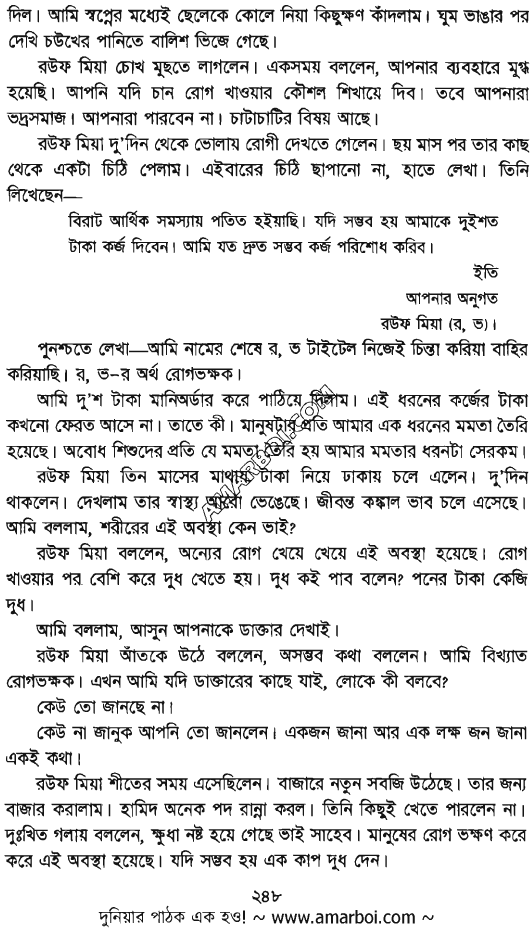 দিল। আমি স্বপ্নের মধ্যেই ছেলেকে কোলে নিয়া কিছুক্ষণ কাঁদলাম। ঘুম ভাঙার পর
দেখি চউখের পানিতে বালিশ ভিজে গেছে।
রউফ মিয়া চোখ মুছতে লাগলেন। একসময় বললেন, আপনার ব্যবহারে মুগ্ধ
হয়েছি। আপনি যদি চান রোগ খাওয়ার কৌশল শিখায়ে দিব। তবে আপনারা
ভদ্রসমাজ। আপনারা পারবেন না। চাটাচাটির বিষয় আছে।
রউফ মিয়া দু'দিন থেকে ভোলায় রোগী দেখতে গেলেন। ছয় মাস পর তার কাছ
থেকে একটা চিঠি পেলাম। এইবারের চিঠি ছাপানো না, হাতে লেখা। তিনি
লিখেছেন—
বিরাট আর্থিক সমস্যায় পতিত হইয়াছি। যদি সম্ভব হয় আমাকে দুইশত
টাকা কর্জ দিবেন। আমি যত দ্রুত সম্ভব কর্জ পরিশোধ করিব।
ইতি
আপনার অনুগত
রউফ মিয়া (র, ভ)।
পুনশ্চতে লেখা—আমি নামের শেষে র, ভ টাইটেল নিজেই চিন্তা করিয়া বাহির
করিয়াছি। র, ভ-র অর্থ রোগভক্ষক।
আমি দু'শ টাকা মানিঅর্ডার করে পাঠিয়ে দিলাম। এই ধরনের কর্জের টাকা
কখনো ফেরত আসে না। তাতে কী। মানুষটার প্রতি আমার এক ধরনের মমতা তৈরি
হয়েছে। অবোধ শিশুদের প্রতি যে মমতা তৈরি হয় আমার মমতার ধরনটা সেরকম।
রউফ মিয়া তিন মাসের মাথায় টাকা নিয়ে ঢাকায় চলে এলেন। দু'দিন
থাকলেন। দেখলাম তার স্বাস্থ্য আরো ভেঙেছে। জীবন্ত কঙ্কাল ভাব চলে এসেছে।
আমি বললাম, শরীরের এই অবস্থা কেন ভাই?
রউফ মিয়া বললেন, অন্যের রোগ খেয়ে খেয়ে এই অবস্থা হয়েছে। রোগ
খাওয়ার পর বেশি করে দুধ খেতে হয়। দুধ কই পাব বলেন? পনের টাকা কেজি
দুধ।
আমি বললাম, আসুন আপনাকে ডাক্তার দেখাই।
রউফ মিয়া আঁতকে উঠে বললেন, অসম্ভব কথা বললেন। আমি বিখ্যাত
রোগভক্ষক। এখন আমি যদি ডাক্তারের কাছে যাই, লোকে কী বলবে?
কেউ তো জানছে না।
কেউ না জানুক আপনি তো জানলেন। একজন জানা আর এক লক্ষ জন জানা
একই কথা।
রউফ মিয়া শীতের সময় এসেছিলেন। বাজারে নতুন সবজি উঠেছে। তার জন্য
বাজার করালাম। হামিদ অনেক পদ রান্না করল। তিনি কিছুই খেতে পারলেন না।
দুঃখিত গলায় বললেন, ক্ষুধা নষ্ট হয়ে গেছে ভাই সাহেব। মানুষের রোগ ভক্ষণ করে
করে এই অবস্থা হয়েছে। যদি সম্ভব হয় এক কাপ দুধ দেন।
২৪৮
দুনিয়ার পাঠক এক হও! ~ www.amarboi.com ~
AMARBOI.COM